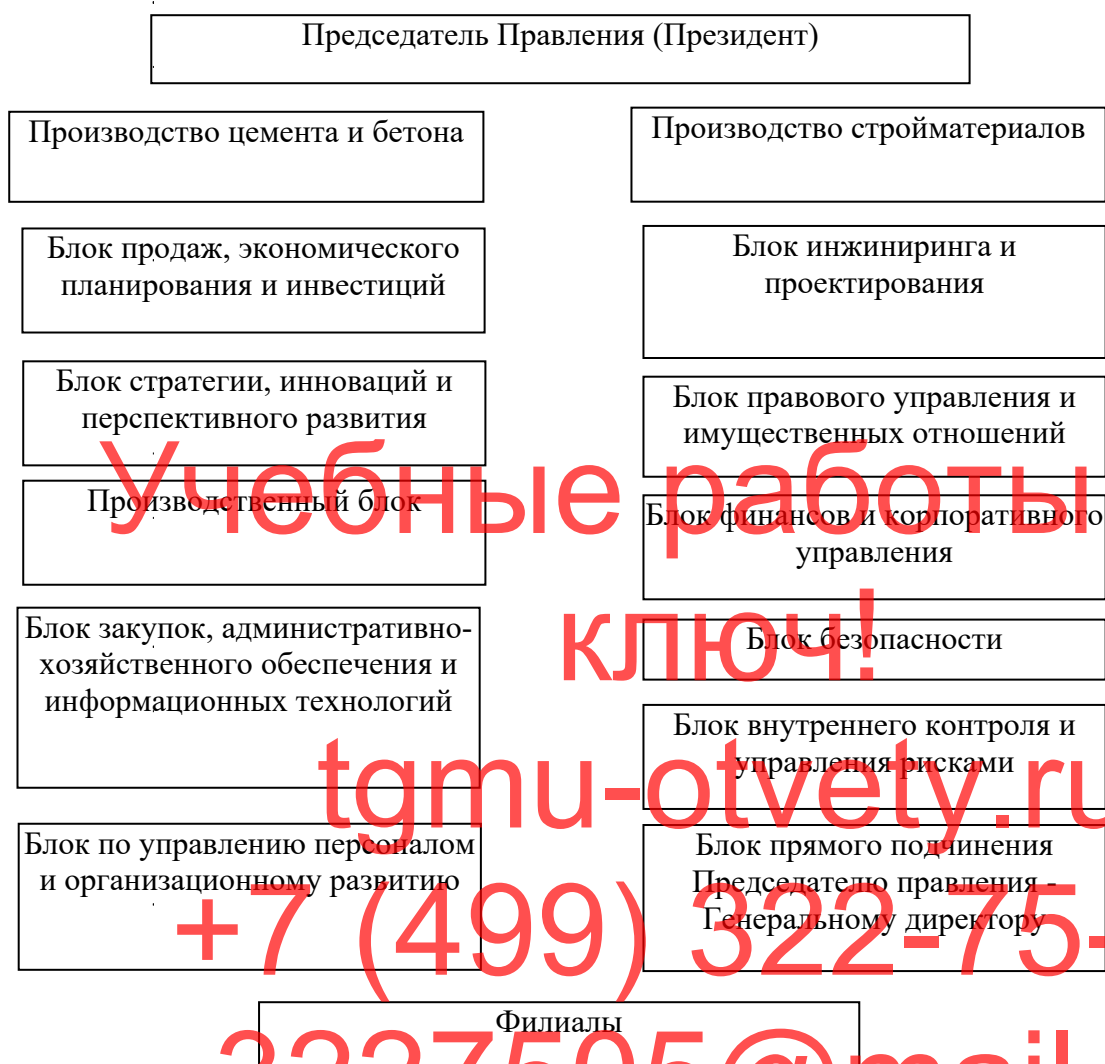 Председатель Правления (Президент)
Производство цемента и бетона
Производство стройматериалов
Блок продаж, экономического
планирования и инвестиций
Блок инжиниринга и
проектирования
Блок стратегии, инноваций и
перспективного развития
Блок правового управления и
имущественных отношений
Учебные работы
Производственный блок
Блок финансов и корпоративного
управления
ключ!
Блок закупок, административно-
хозяйственного обеспечения и
информационных технологий
Блок безопасности
Блок внутреннего контроля и
управления рисками
tgmu-otvety.ru
Блок по управлению персоналом
и организационному развитию
Блок прямого подчинения
Председателю правления -
Генеральному директору
+7 (499) 322-75-
Филиалы